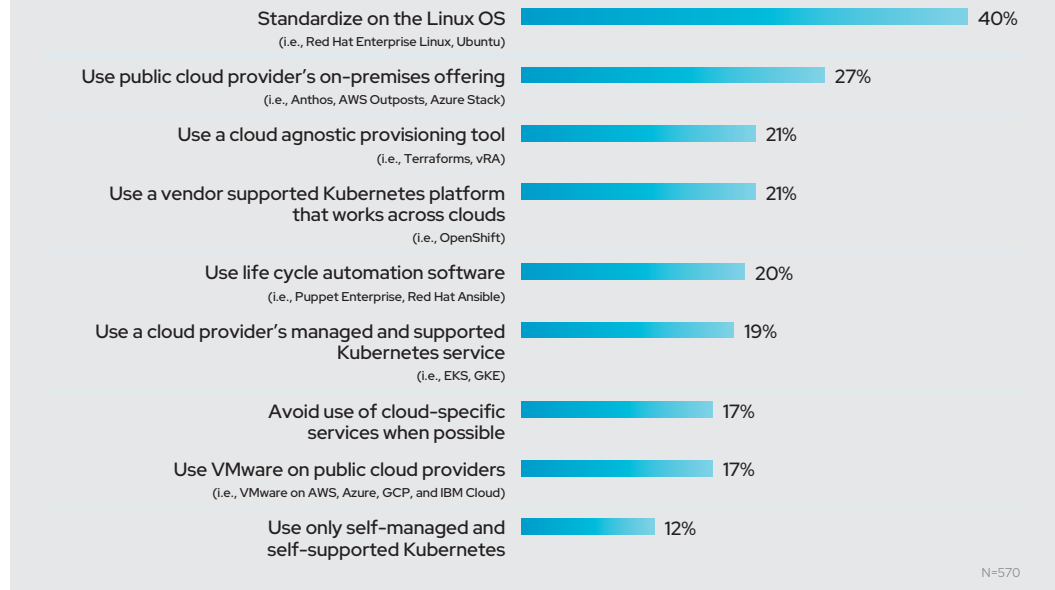 Standardize on the Linux OS
40%
(i.e., Red Hat Enterprise Linux, Ubuntu)
Use public cloud provider's on-premises offering
27%
(i.e., Anthos, AWS Outposts, Azure Stack)
Use a cloud agnostic provisioning tool
21%
(i.e., Terraforms, vRA)
Use a vendor supported Kubernetes platform
21%
that works across clouds
(i.e., OpenShift)
Use life cycle automation software
20%
(i.e., Puppet Enterprise, Red Hat Ansible)
Use a cloud provider's managed and supported
19%
Kubernetes service
(i.e., EKS, GKE)
Avoid use of cloud-specific
17%
services when possible
Use VMware on public cloud providers
17%
(i.e., VMware on AWS, Azure, GCP, and IBM Cloud)
Use only self-managed and
12%
self-supported Kubernetes
N=570